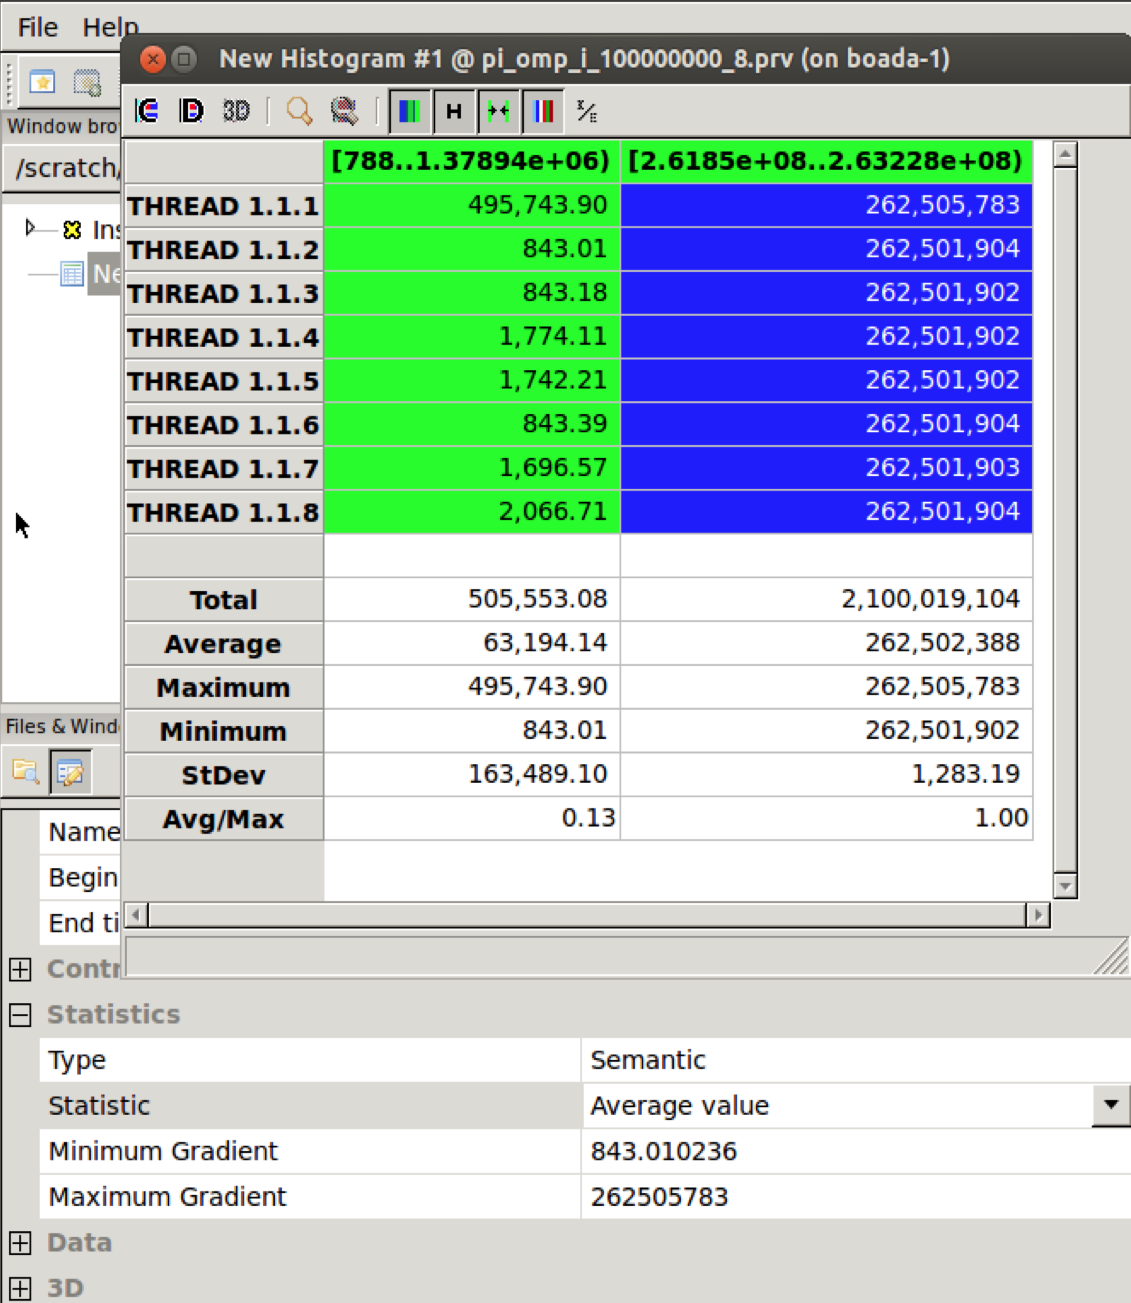 File Help
New Histogram #1 @ pi_omp_i_100000000_8.prv (on boada-1)
3D H
Window bro
/scratch/
Ins
Ne
[788..1.37894e+06) [2.6185e+08..2.63228e+08)
THREAD 1.1.1 495,743.90 262,505,783
THREAD 1.1.2 843.01 262,501,904
THREAD 1.1.3 843.18 262,501,902
THREAD 1.1.4 1,774.11 262,501,902
THREAD 1.1.5 1,742.21 262,501,902
THREAD 1.1.6 843.39 262,501,904
THREAD 1.1.7 1,696.57 262,501,903
THREAD 1.1.8 2,066.71 262,501,904
Total 505,553.08 2,100,019,104
Average 63,194.14 262,502,388
Maximum 495,743.90 262,505,783
Minimum 843.01 262,501,902
StDev 163,489.10 1,283.19
Avg/Max 0.13 1.00
Files & Windo
Name
Begin
End ti
Contr
Statistics
Type Semantic
Statistic Average value
Minimum Gradient 843.010236
Maximum Gradient 262505783
Data
3D